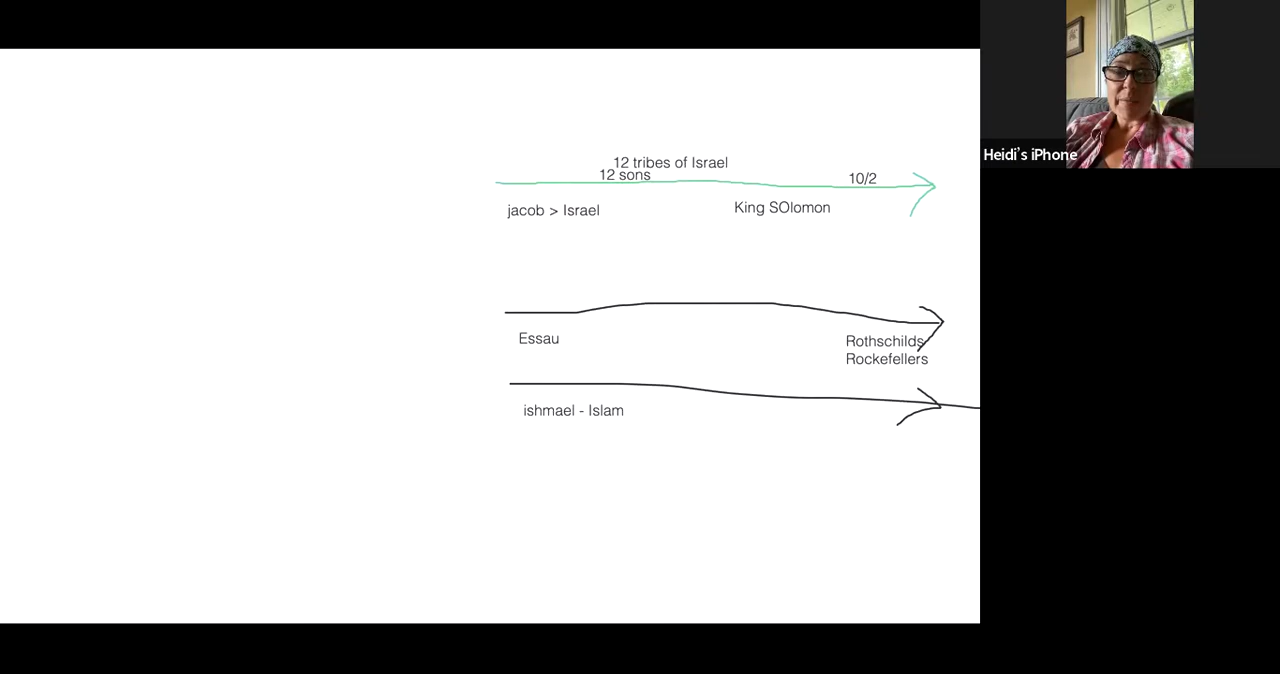 12 tribes of Israel
12 sons
10/2
jacob > Israel
King SOlomon
Essau
Rothschilds
Rockefellers
ishmael - Islam
Heidi's iPhone